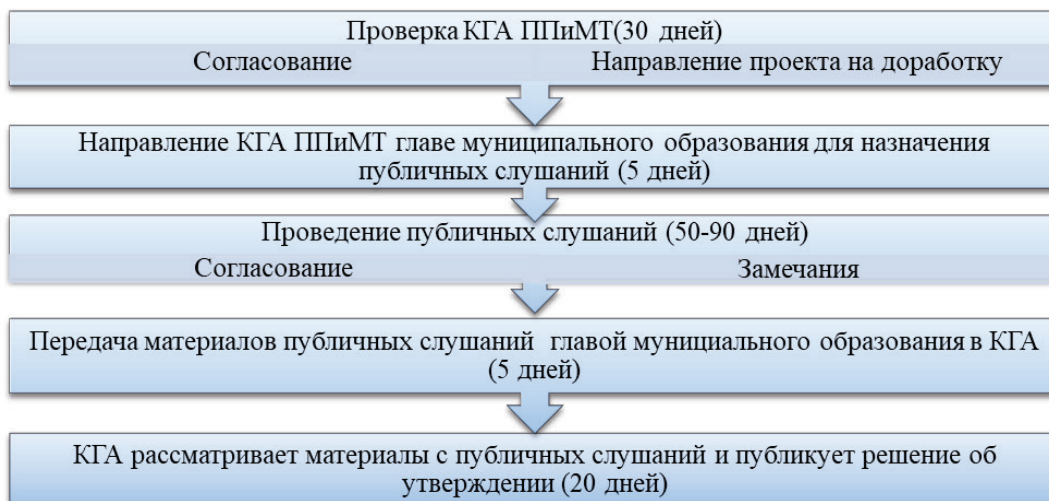 Проверка КГА ППиМТ(30 дней)
Согласование
Направление проекта на доработку
Направление КГА ППиМТ главе муниципального образования для назначения
публичных слушаний (5 дней)
Проведение публичных слушаний (50-90 дней)
Согласование
Замечания
Передача материалов публичных слушаний главой мунициального образования в КГА
(5 дней)
КГА рассматривает материалы с публичных слушаний и публикует решение об
утверждении (20 дней)